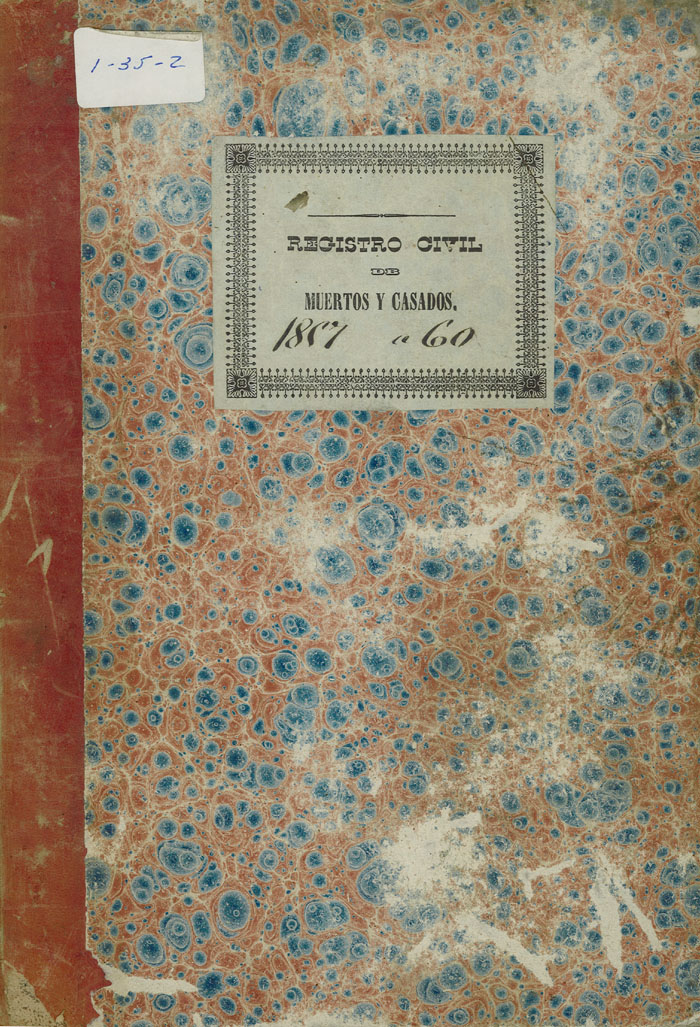 1-35-2
REGISTRO CIVIL
DE
MUERTOS Y CASADOS.
1857 a 60